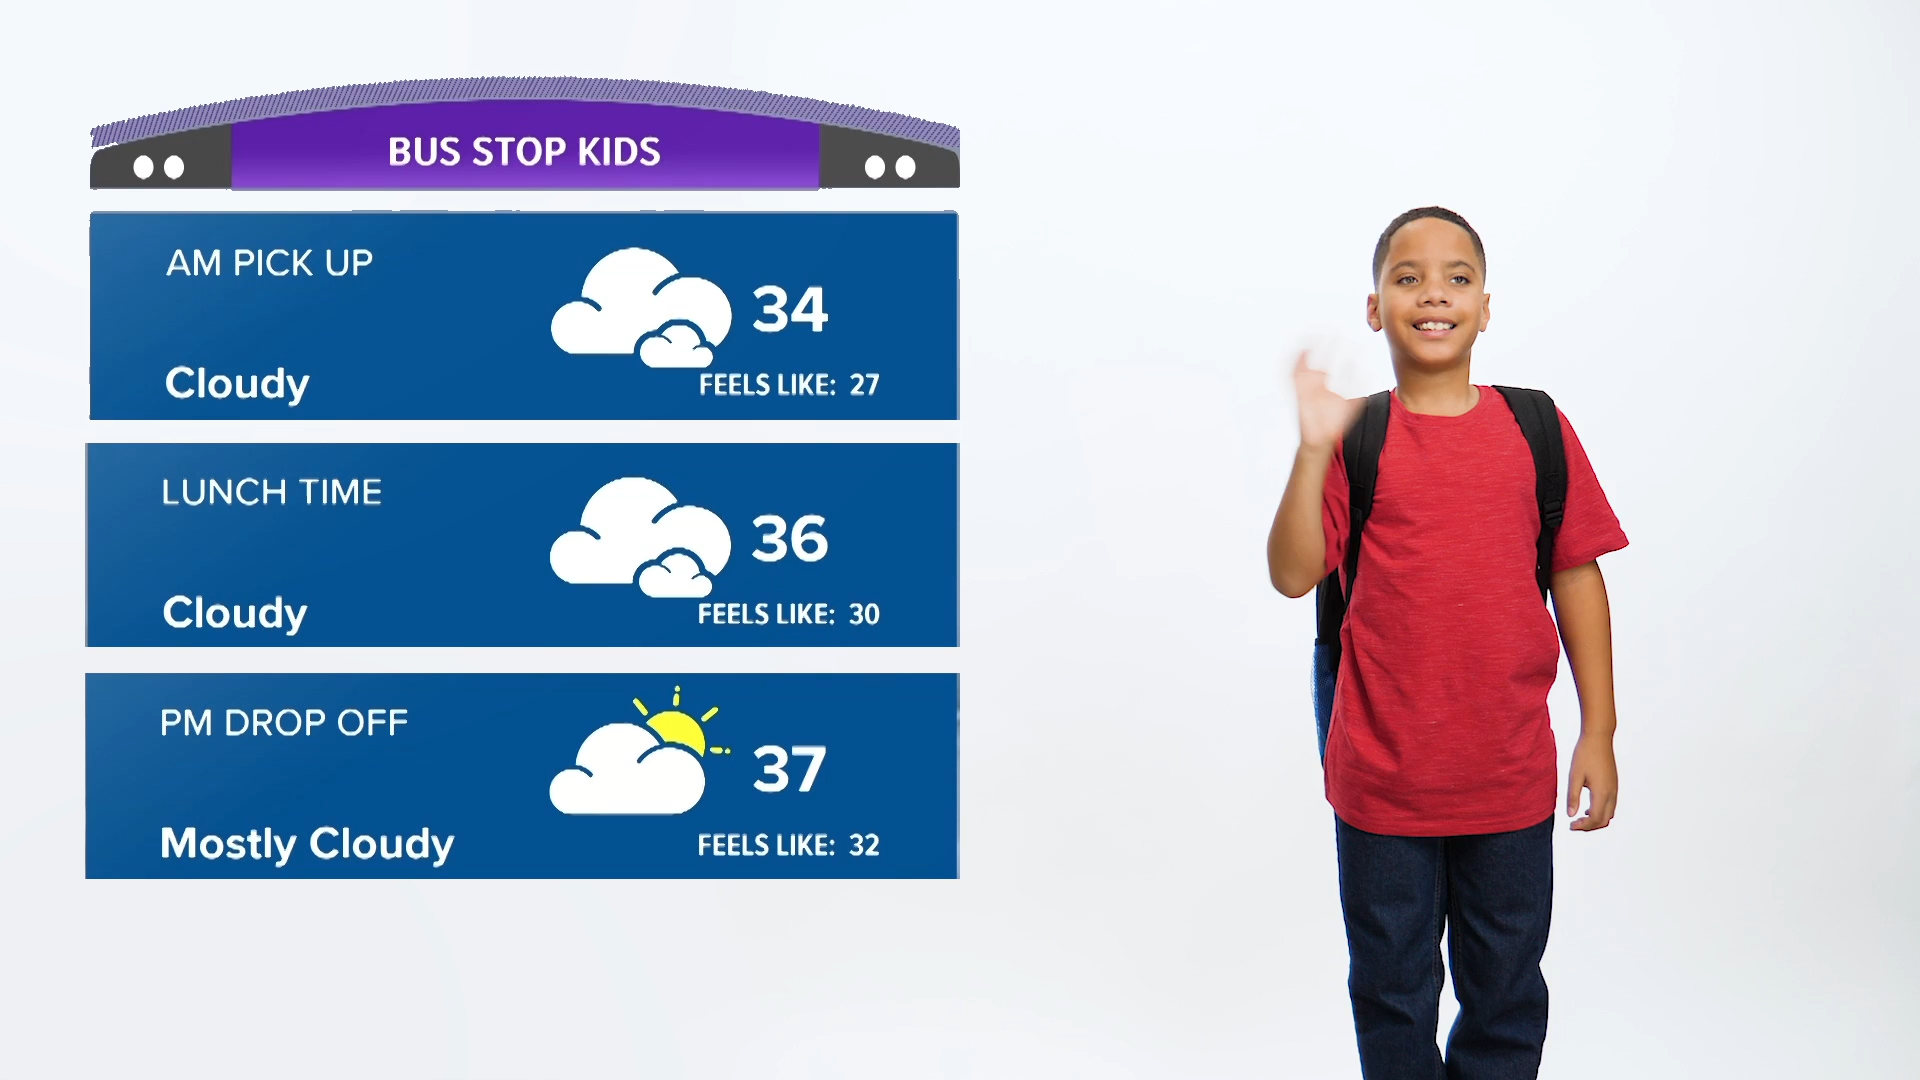 BUS STOP KIDS
AM PICK UP
34
Cloudy
FEELS LIKE: 27
LUNCH TIME
36
Cloudy
FEELS LIKE: 30
PM DROP OFF
37
Mostly Cloudy
FEELS LIKE: 32